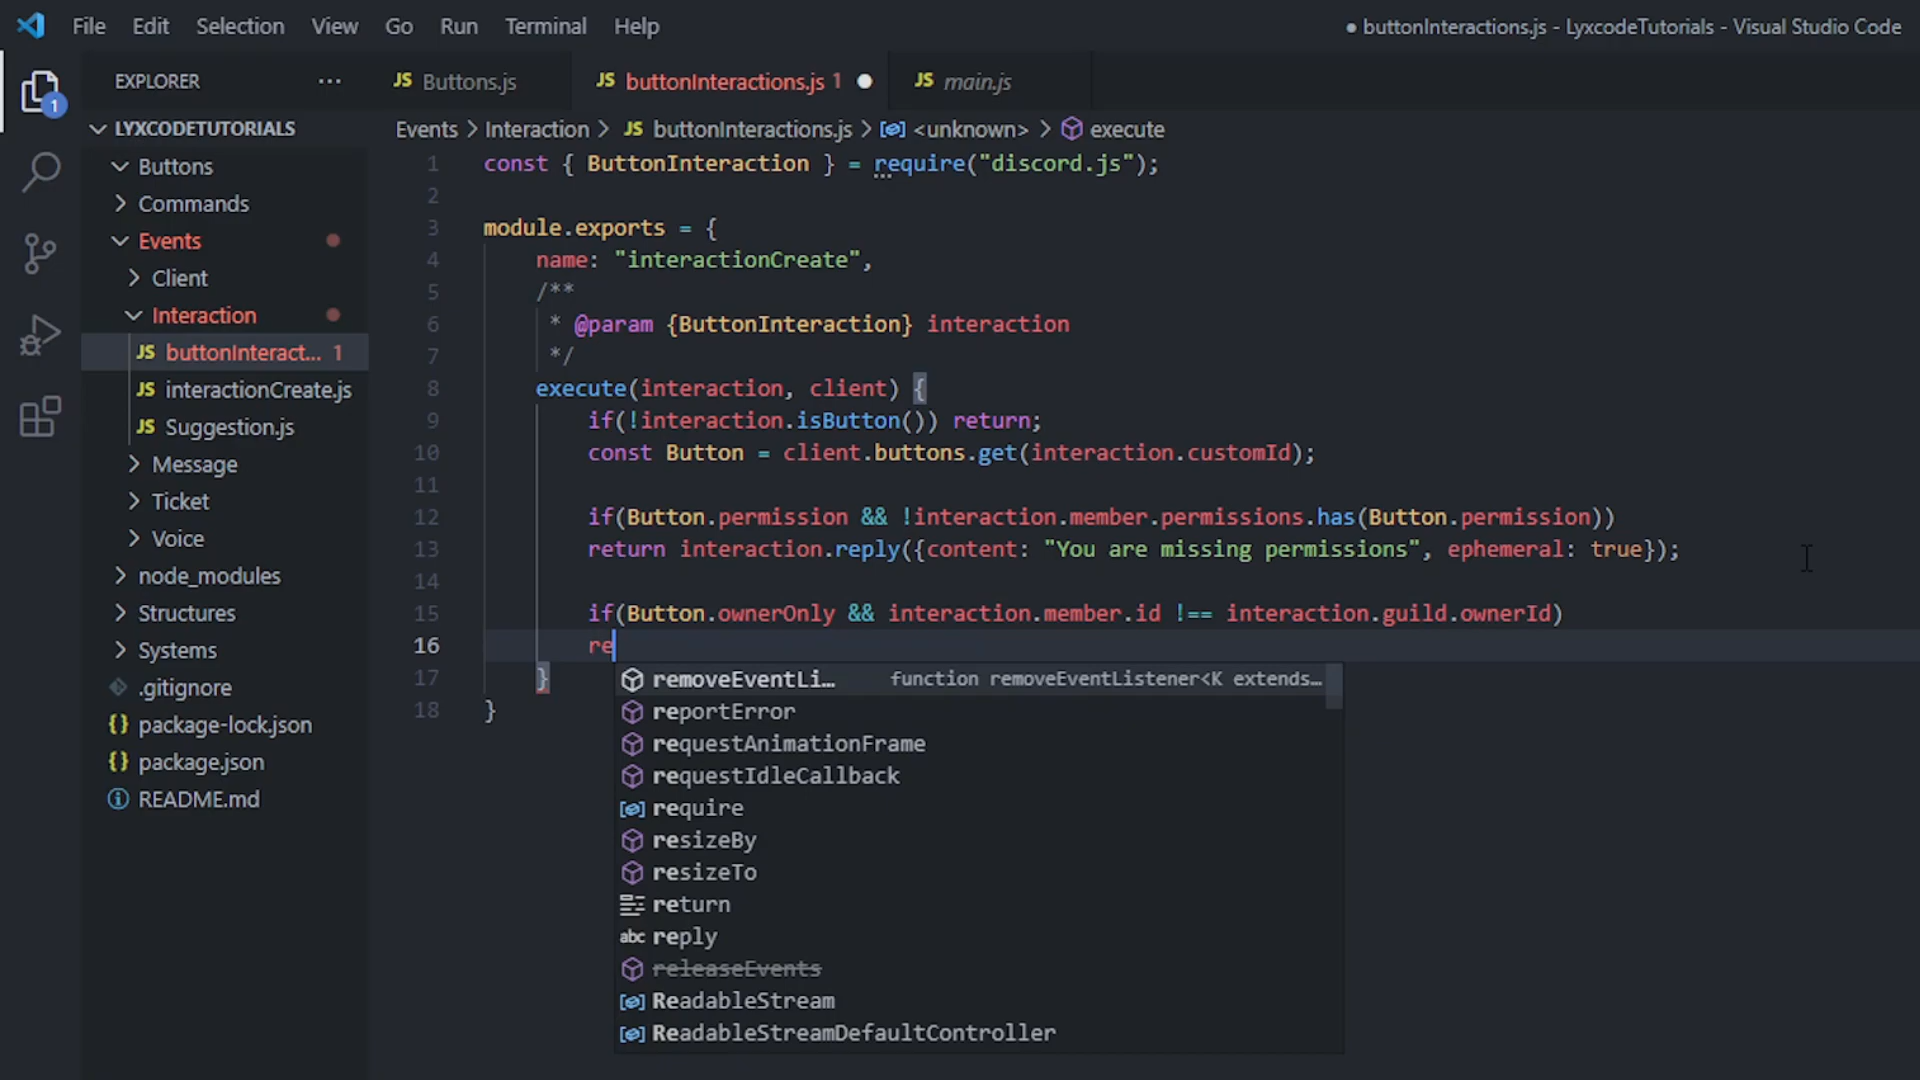 File Edit Selection View Go Run Terminal Help
● buttonInteractions.js - LyxcodeTutorials - Visual Studio Code
1
EXPLORER ...
LYXCODETUTORIALS
Buttons
Commands
Events
Client
Interaction
JS buttonInteract... 1
JS interactionCreate.js
JS Suggestion.js
Message
Ticket
Voice
node_modules
Structures
Systems
.gitignore
{} package-lock.json
{} package.json
README.md
JS Buttons.js
JS buttonInteractions.js 1 ●
JS main.js
Events > Interaction > JS buttonInteractions.js > <unknown> > execute
1 const { ButtonInteraction } = require("discord.js");
2
3 module.exports = {
4 name: "interactionCreate",
5 /**
6 * @param {ButtonInteraction} interaction
7 */
8 execute(interaction, client) {
9 if(!interaction.isButton()) return;
10 const Button = client.buttons.get(interaction.customId);
11
12 if(Button.permission && !interaction.member.permissions.has(Button.permission))
13 return interaction.reply({content: "You are missing permissions", ephemeral: true});
14
15 if(Button.ownerOnly && interaction.member.id !== interaction.guild.ownerId)
16 re
17 }
18 }
removeEventLi... function removeEventListener<K extends...
reportError
requestAnimationFrame
requestIdleCallback
require
resizeBy
resizeTo
return
abc reply
releaseEvents
ReadableStream
ReadableStreamDefaultController